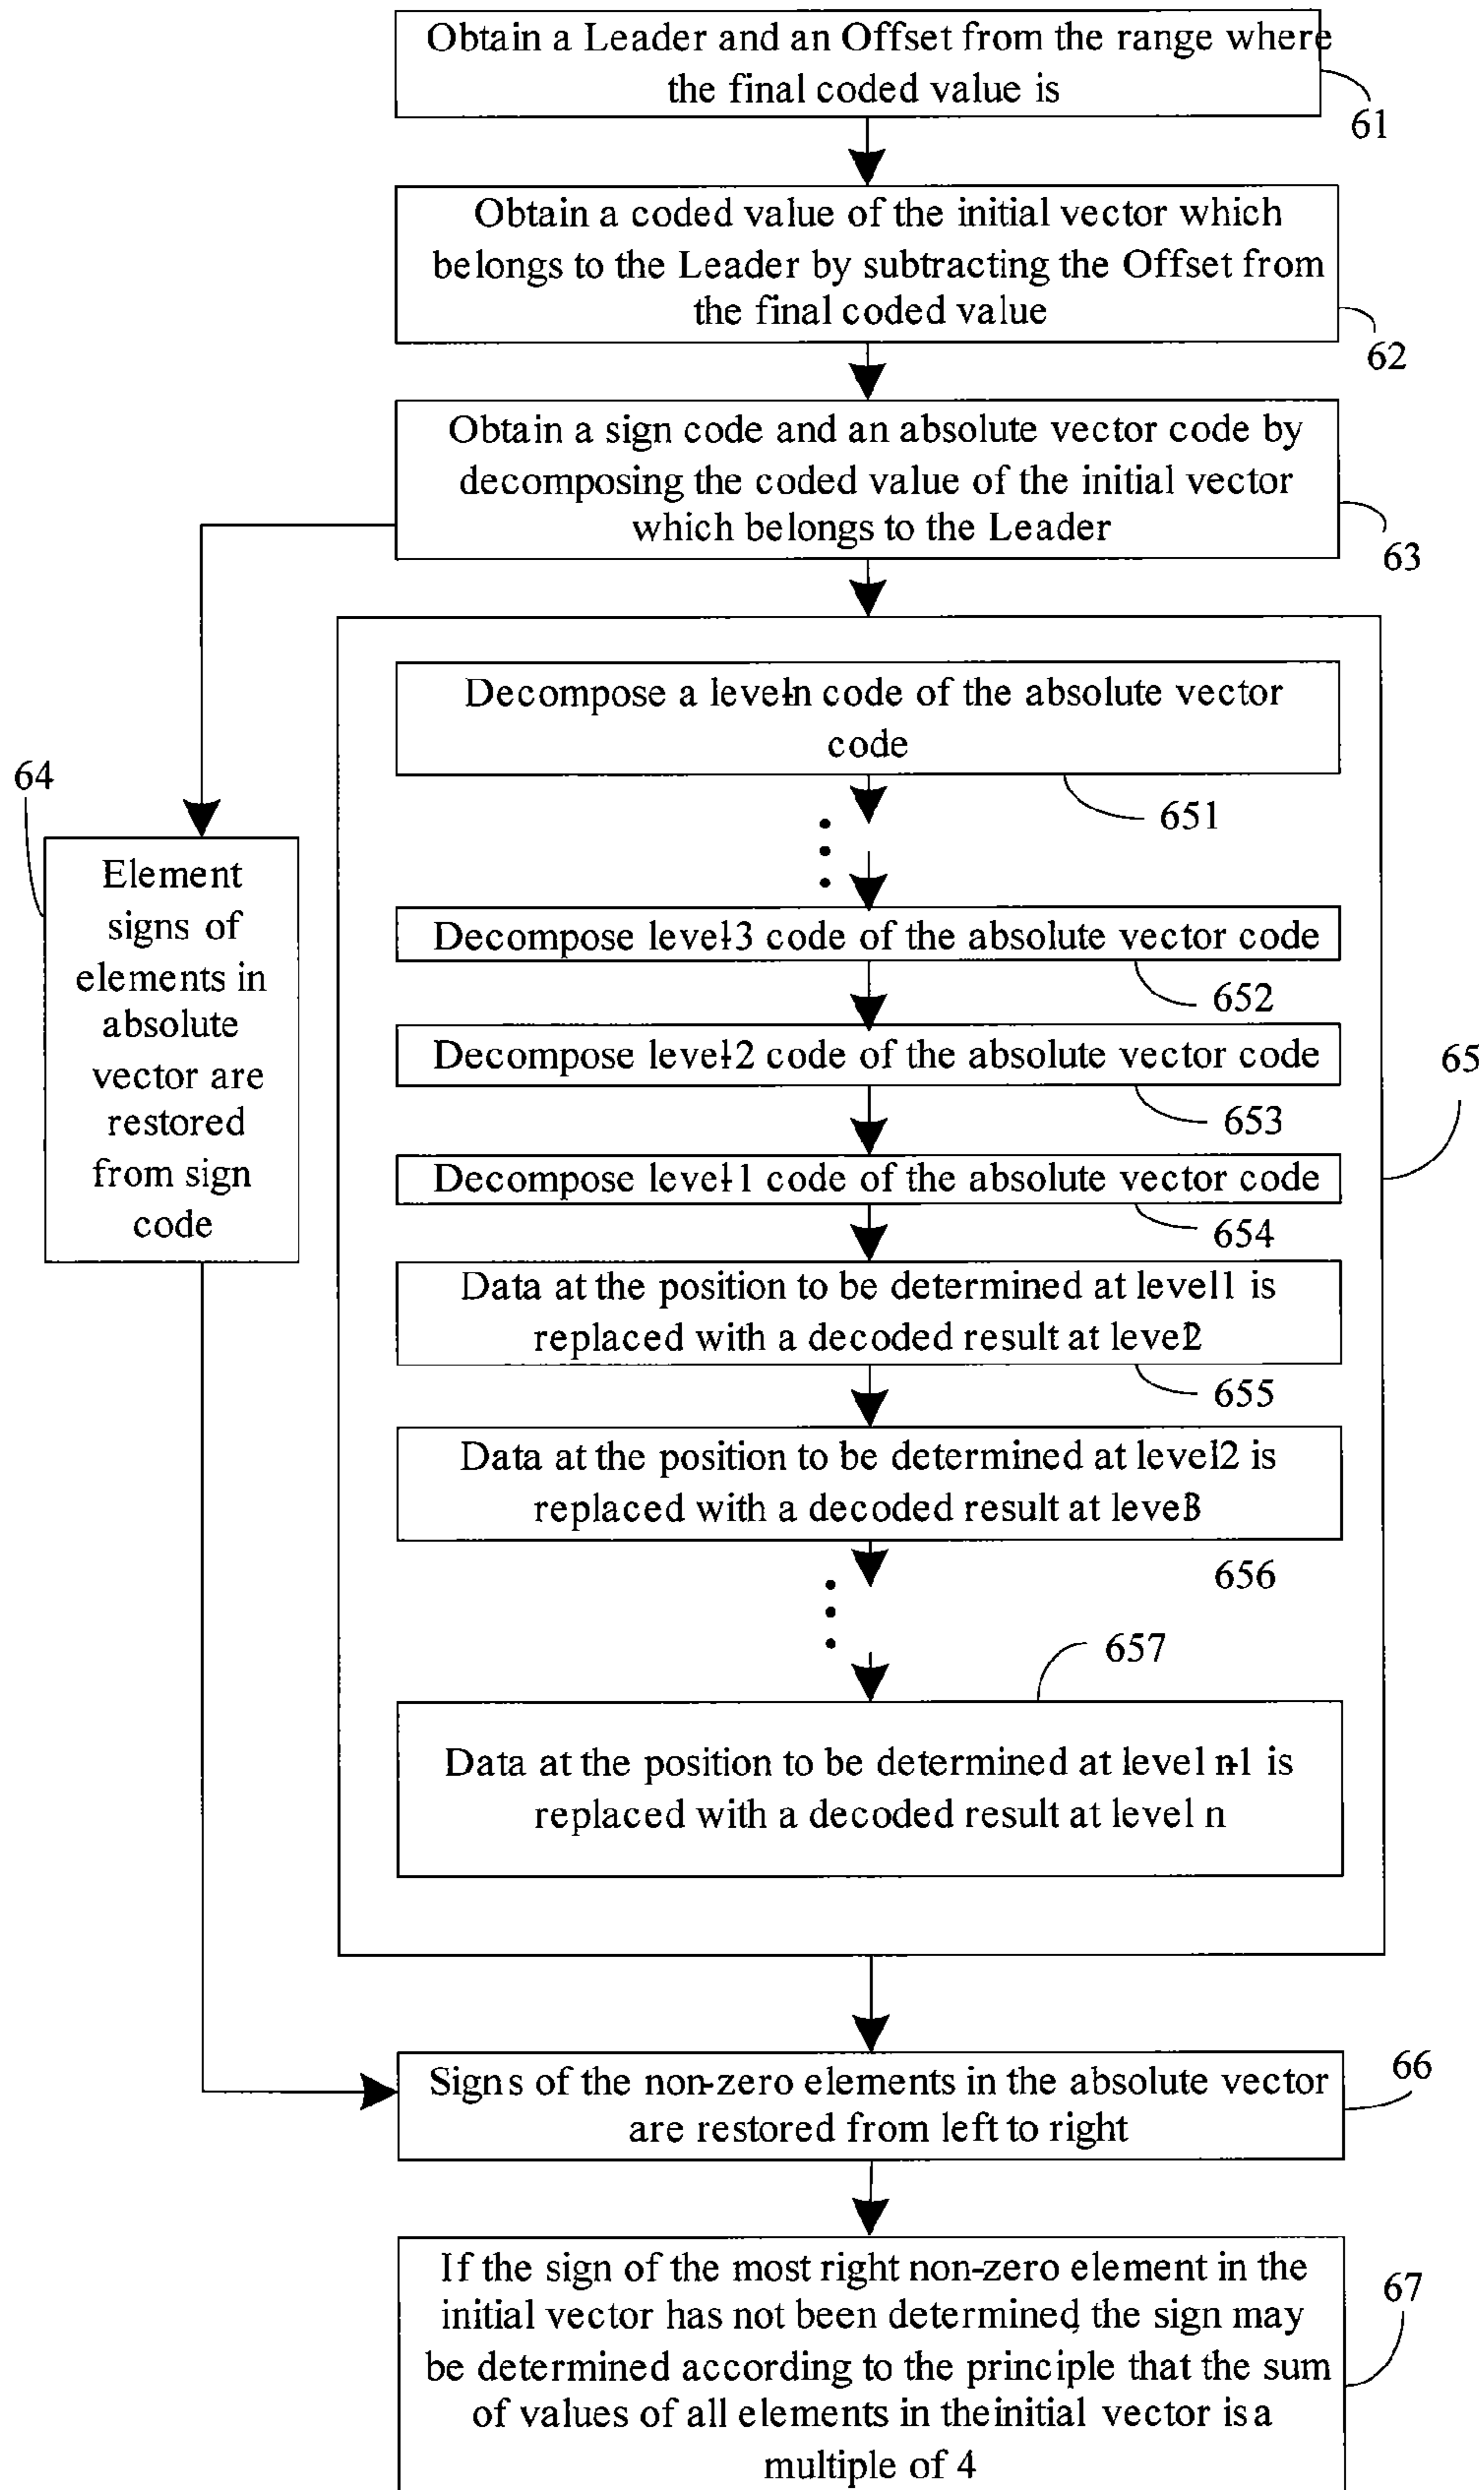 Obtain a Leader and an Offset from the range where
the final coded value is
61
Obtain a coded value of the initial vector which
belongs to the Leader by subtracting the Offset from
the final coded value
62
Obtain a sign code and an absolute vector code by
decomposing the coded value of the initial vector
which belongs to the Leader
63
64
Element
signs of
elements in
absolute
vector are
restored
from sign
code
Decompose a level-n code of the absolute vector
code
651
Decompose level-3 code of the absolute vector code
652
Decompose level-2 code of the absolute vector code
653
65
Decompose level-1 code of the absolute vector code
654
Data at the position to be determined at level1 is
replaced with a decoded result at level2
655
Data at the position to be determined at level2 is
replaced with a decoded result at level3
656
657
Data at the position to be determined at level n-1 is
replaced with a decoded result at level n
Signs of the non-zero elements in the absolute vector
are restored from left to right
66
If the sign of the most right non-zero element in the
initial vector has not been determined, the sign may
be determined according to the principle that the sum
of values of all elements in the initial vector is a
multiple of 4
67